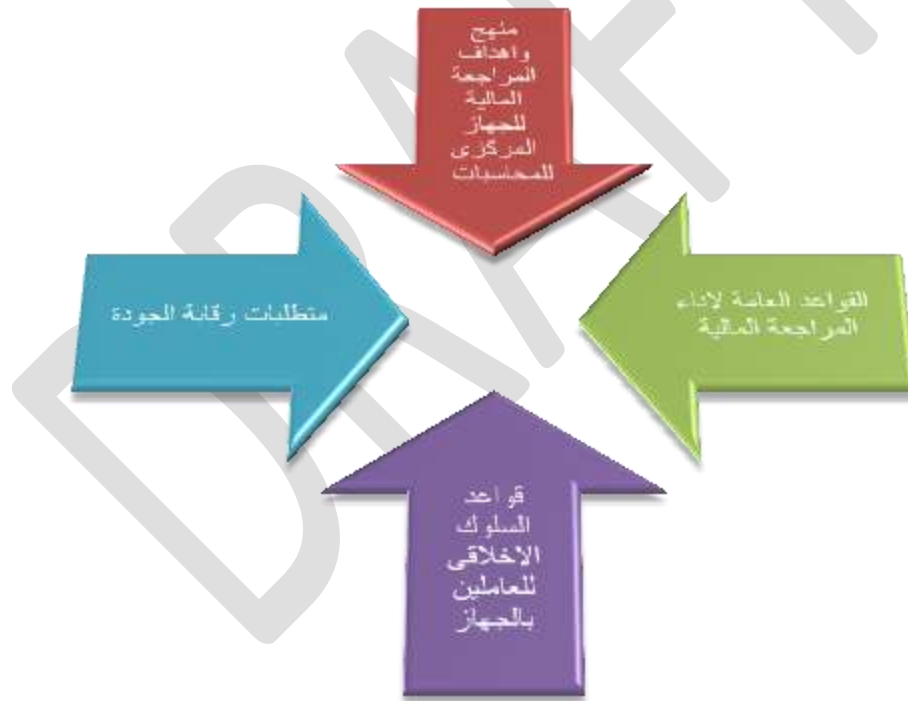 منهج
واهداف
المراجعة
المالية
للجهاز
المركزى
للمحاسبات
القواعد العامة لاداء
المراجعة المالية
متطلبات رقابة الجودة
قواعد
السلوك
الاخلاقى
للعاملين
بالجهاز
DRAFT